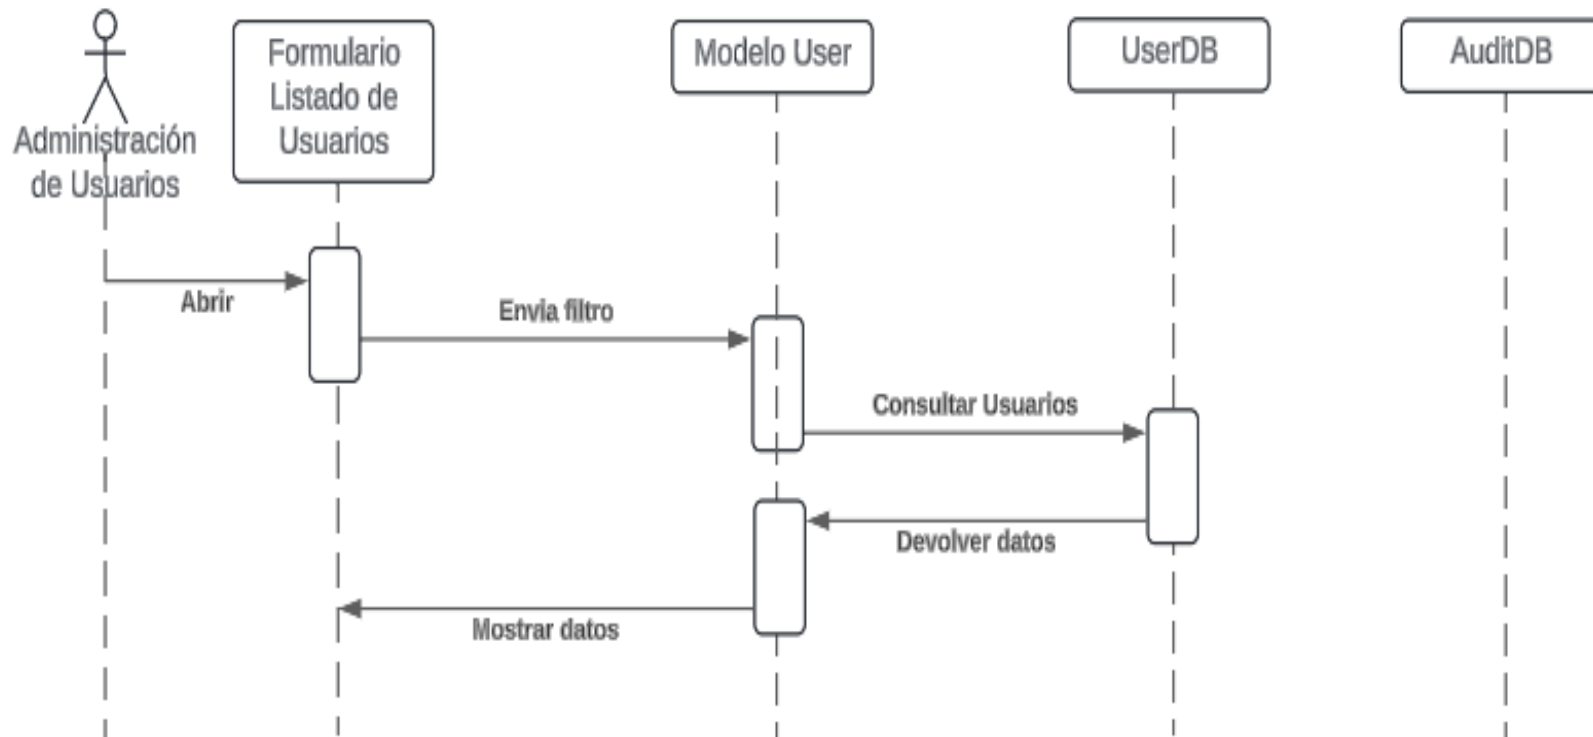 Formulario
Listado de
Usuarios
Modelo User
UserDB
AuditDB
Administración
de Usuarios
Abrir
Envia filtro
Consultar Usuarios
Devolver datos
Mostrar datos